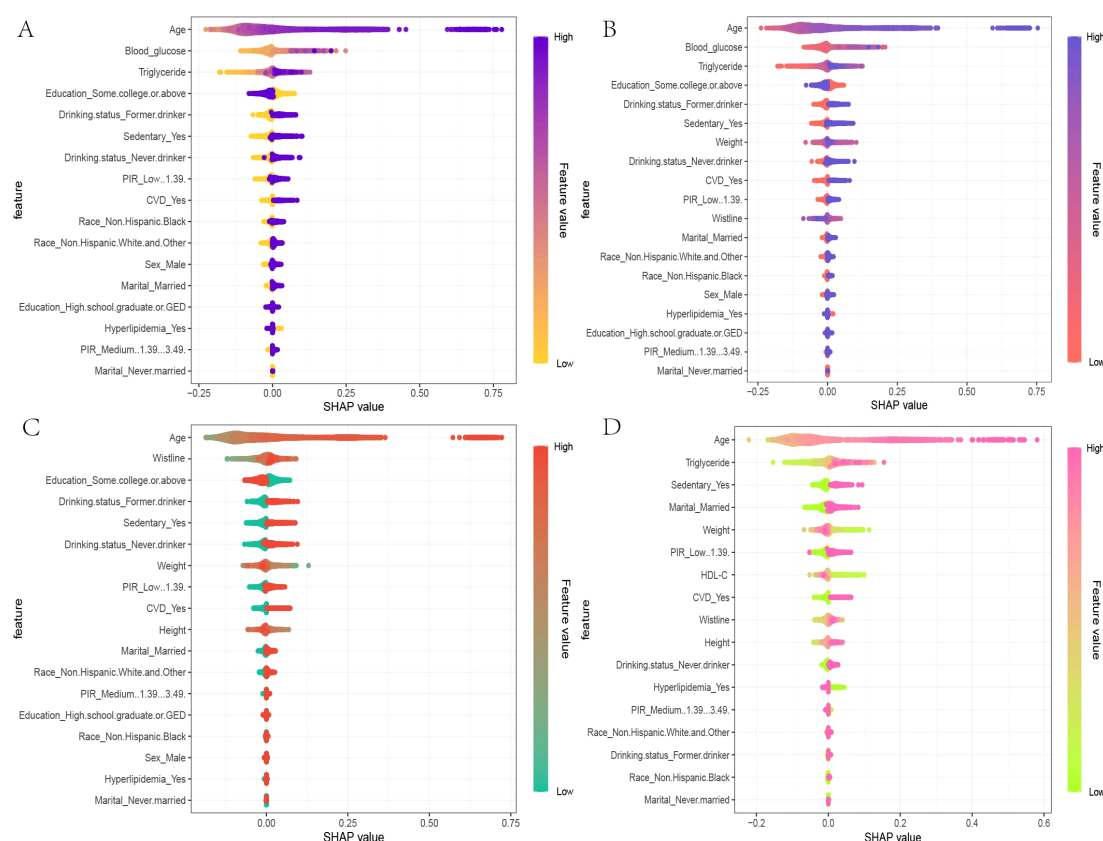 A
Age
Blood_glucose
Triglyceride
Education_Some.college.or.above
Drinking.status_Former.drinker
Sedentary_Yes
Drinking.status_Never.drinker
PIR_Low..1.39.
CVD_Yes
Race_Non.Hispanic.Black
Race_Non.Hispanic.White.and.Other
Sex_Male
Marital_Married
Education_High.school.graduate.or.GED
Hyperlipidemia_Yes
PIR_Medium..1.39...3.49.
Marital_Never.married
feature
−0.25 0.00 0.25 0.50 0.75
SHAP value
High
Feature value
Low
B
Age
Blood_glucose
Triglyceride
Education_Some.college.or.above
Drinking.status_Former.drinker
Sedentary_Yes
Weight
Drinking.status_Never.drinker
CVD_Yes
PIR_Low..1.39.
Wistline
Marital_Married
Race_Non.Hispanic.White.and.Other
Race_Non.Hispanic.Black
Sex_Male
Hyperlipidemia_Yes
Education_High.school.graduate.or.GED
PIR_Medium..1.39...3.49.
Marital_Never.married
feature
−0.25 0.00 0.25 0.50 0.75
SHAP value
High
Feature value
Low
C
Age
Wistline
Education_Some.college.or.above
Drinking.status_Former.drinker
Sedentary_Yes
Drinking.status_Never.drinker
Weight
PIR_Low..1.39.
CVD_Yes
Height
Marital_Married
Race_Non.Hispanic.White.and.Other
PIR_Medium..1.39...3.49.
Education_High.school.graduate.or.GED
Race_Non.Hispanic.Black
Sex_Male
Hyperlipidemia_Yes
Marital_Never.married
feature
0.00 0.25 0.50 0.75
SHAP value
High
Feature value
Low
D
Age
Triglyceride
Sedentary_Yes
Marital_Married
Weight
PIR_Low..1.39.
HDL-C
CVD_Yes
Wistline
Height
Drinking.status_Never.drinker
Hyperlipidemia_Yes
PIR_Medium..1.39...3.49.
Race_Non.Hispanic.White.and.Other
Drinking.status_Former.drinker
Race_Non.Hispanic.Black
Marital_Never.married
feature
−0.2 0.0 0.2 0.4 0.6
SHAP value
High
Feature value
Low